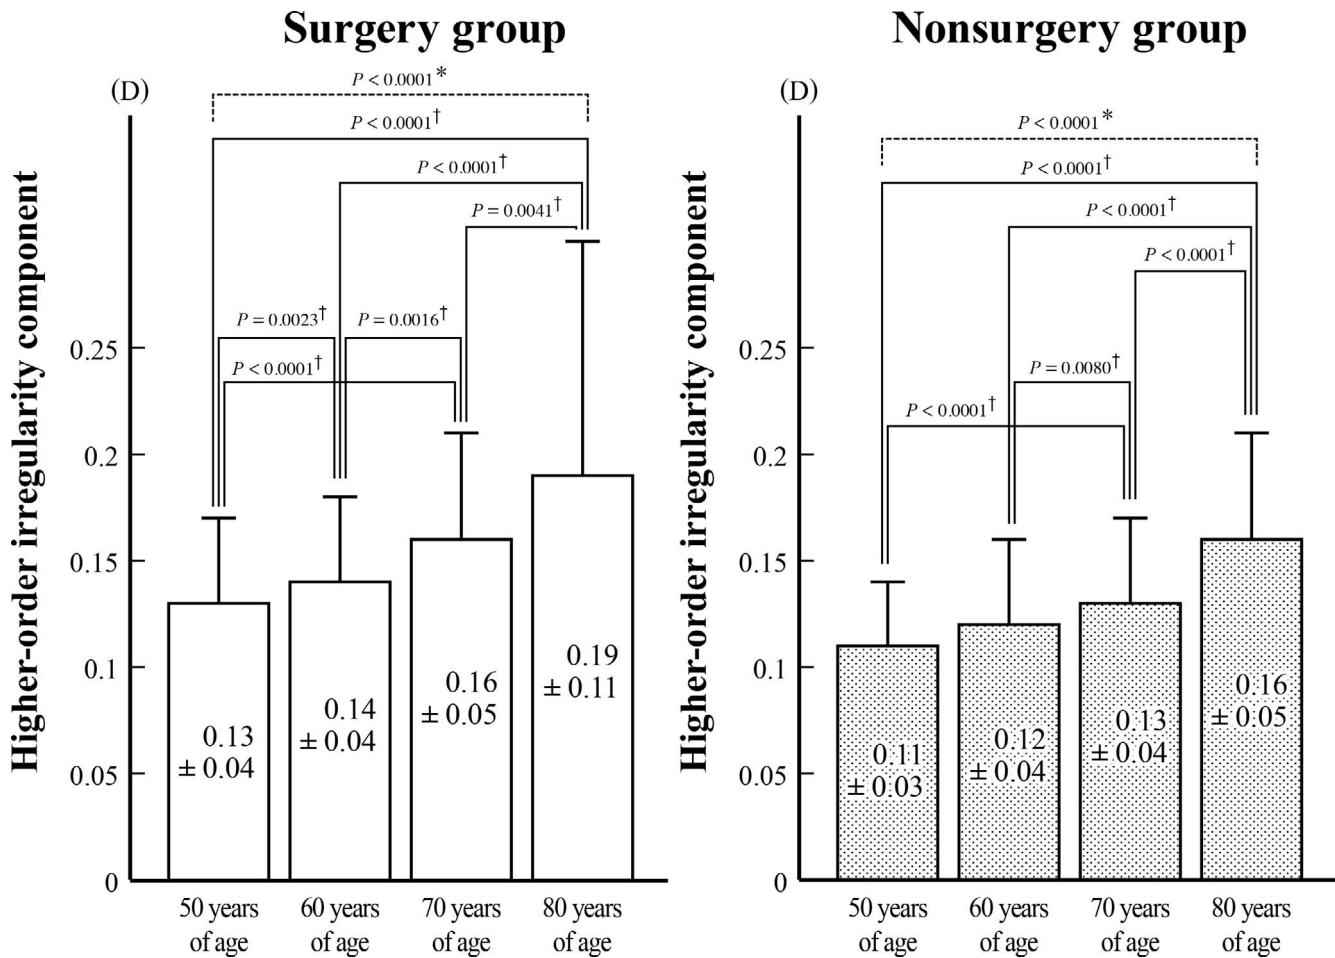 Surgery group
(D)
P < 0.0001*
P < 0.0001†
P < 0.0001†
P = 0.0041†
P = 0.0023†
P = 0.0016†
P < 0.0001†
Higher-order irregularity component
0.25
0.2
0.15
0.1
0.05
0
0.13
± 0.04
0.14
± 0.04
0.16
± 0.05
0.19
± 0.11
50 years
of age
60 years
of age
70 years
of age
80 years
of age
Nonsurgery group
(D)
P < 0.0001*
P < 0.0001†
P < 0.0001†
P < 0.0001†
P = 0.0080†
P < 0.0001†
Higher-order irregularity component
0.25
0.2
0.15
0.1
0.05
0
0.11
± 0.03
0.12
± 0.04
0.13
± 0.04
0.16
± 0.05
50 years
of age
60 years
of age
70 years
of age
80 years
of age